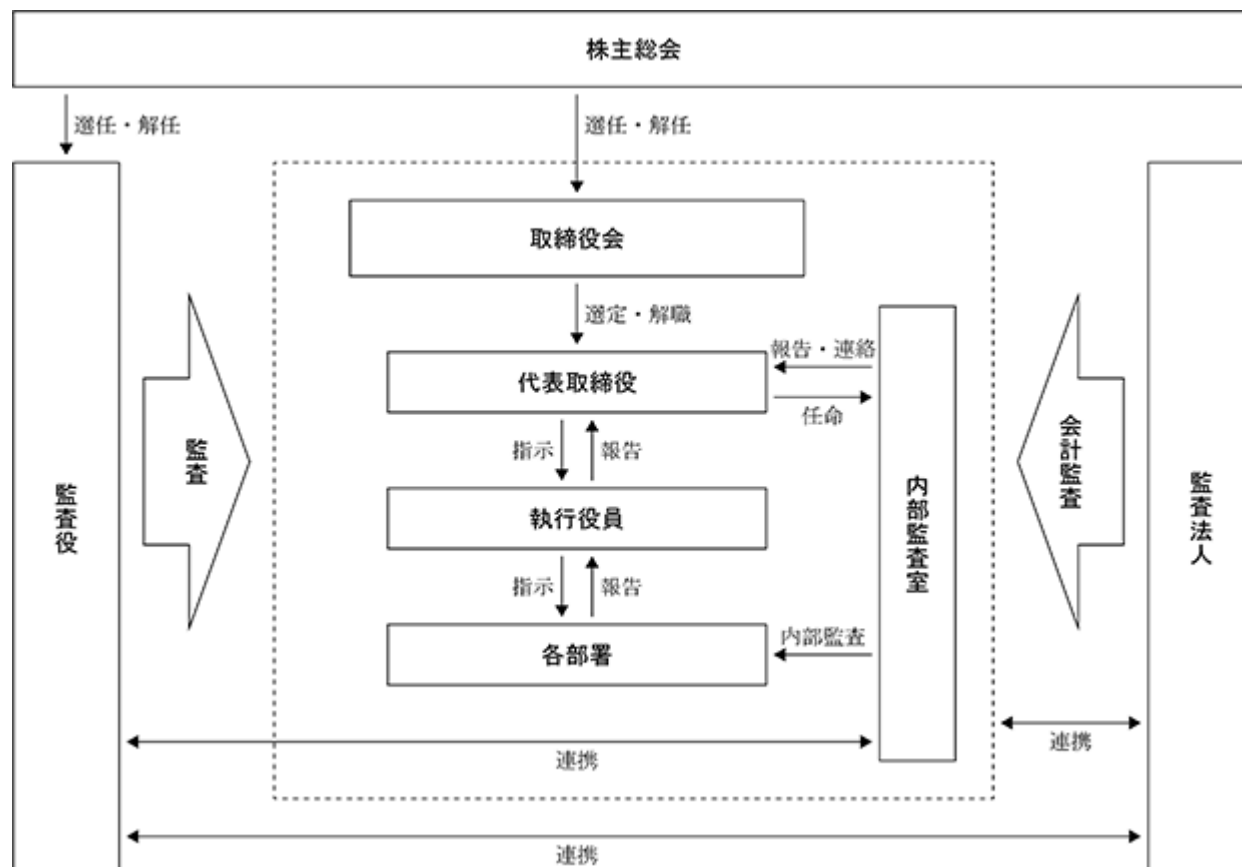 株主総会
選任・解任
選任・解任
取締役会
選定・解職
報告・連絡
代表取締役
任命
監査
会計監査
指示
報告
監査役
執行役員
内部監査室
監査法人
指示
報告
内部監査
各部署
連携
連携
連携